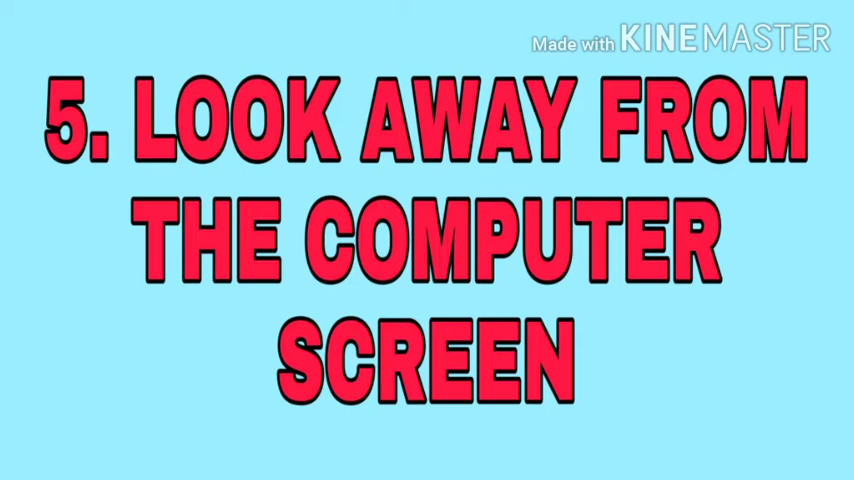 Made with KINEMASTER
5. LOOK AWAY FROM
THE COMPUTER
SCREEN